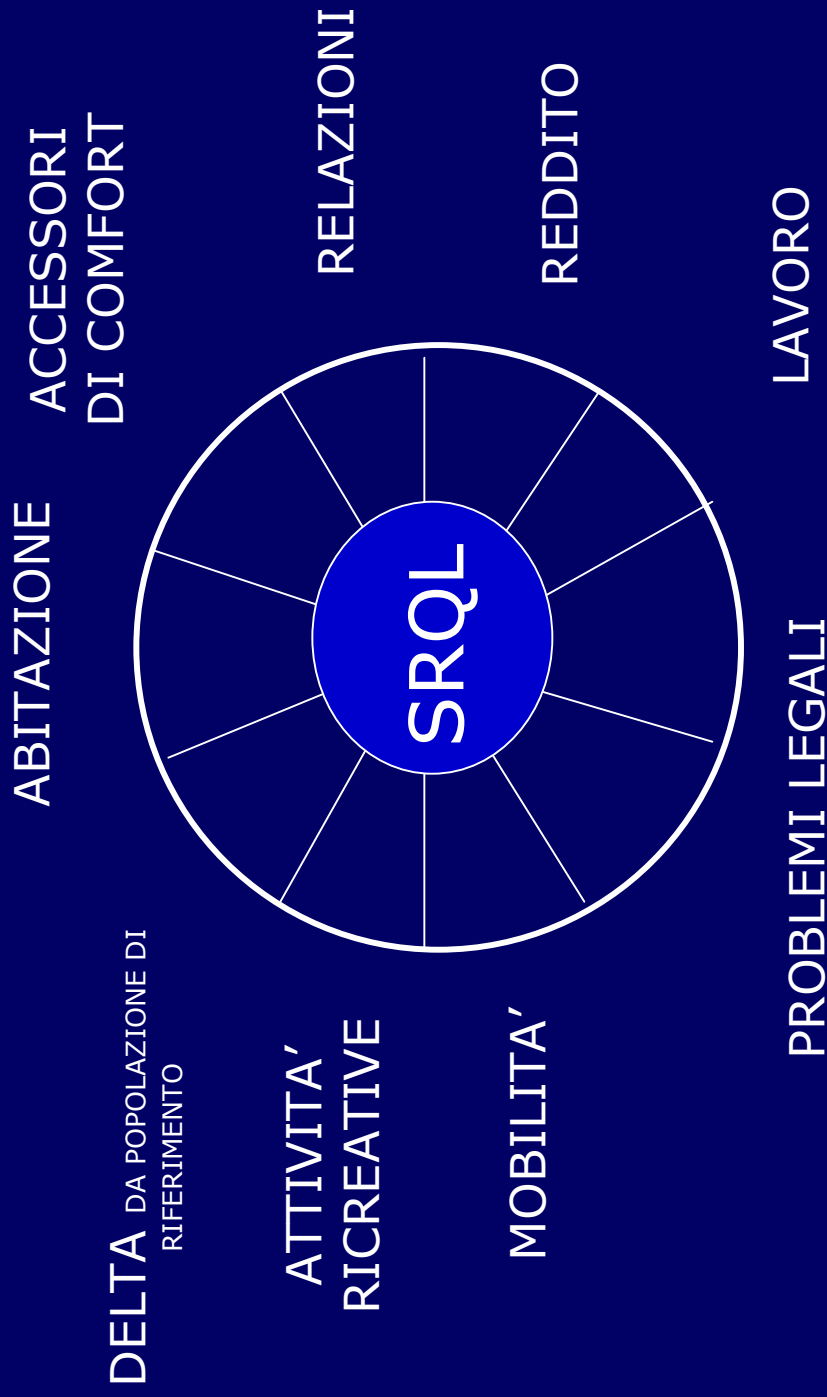 ABITAZIONE
ACCESSORI
DI COMFORT
DELTA DA POPOLAZIONE DI
RIFERIMENTO
RELAZIONI
ATTIVITA’
RICREATIVE
SRQL
REDDITO
MOBILITA’
LAVORO
PROBLEMI LEGALI